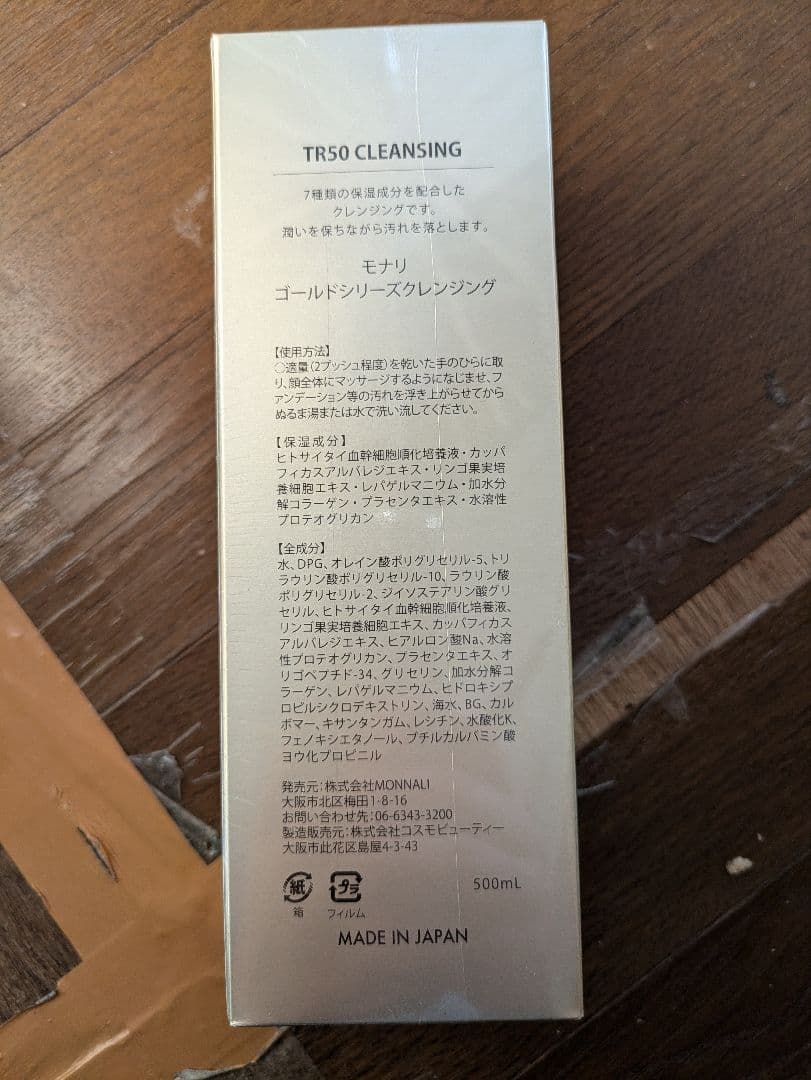 TR50 CLEANSING
7種類の保湿成分を配合した
クレンジングです。
潤いを保ちながら汚れを落とします。
モナリ
ゴールドシリーズクレンジング
【使用方法】
〇適量(2プッシュ程度)を乾いた手のひらに取
り、顔全体にマッサージするようになじませ、フ
ァンデーション等の汚れを浮き上がらせてから
ぬるま湯または水で洗い流してください。
【保湿成分】
ヒトサイタイ血幹細胞順化培養液・カッパ
フィカスアルバレジエキス・リンゴ果実培
養細胞エキス・レパゲルマニウム・加水分
解コラーゲン・プラセンタエキス・水溶性
プロテオグリカン
【全成分】
水、DPG、オレイン酸ポリグリセリル-5、トリ
ラウリン酸ポリグリセリル-10、ラウリン酸
ポリグリセリル-2、ジイソステアリン酸グリ
セリル、ヒトサイタイ血幹細胞順化培養液、
リンゴ果実培養細胞エキス、カッパフィカス
アルバレジエキス、ヒアルロン酸Na、水溶
性プロテオグリカン、プラセンタエキス、オ
リゴペプチド-34、グリセリン、加水分解コ
ラーゲン、レパゲルマニウム、ヒドロキシプ
ロピルシクロデキストリン、海水、BG、カル
ボマー、キサンタンガム、レシチン、水酸化K、
フェノキシエタノール、ブチルカルバミン酸
ヨウ化プロピニル
発売元:株式会社MONNALI
大阪市北区梅田1-8-16
お問い合わせ先:06-6343-3200
製造販売元:株式会社コスモビューティー
大阪市此花区島屋4-3-43
紙 プラ 500mL
箱 フィルム
MADE IN JAPAN